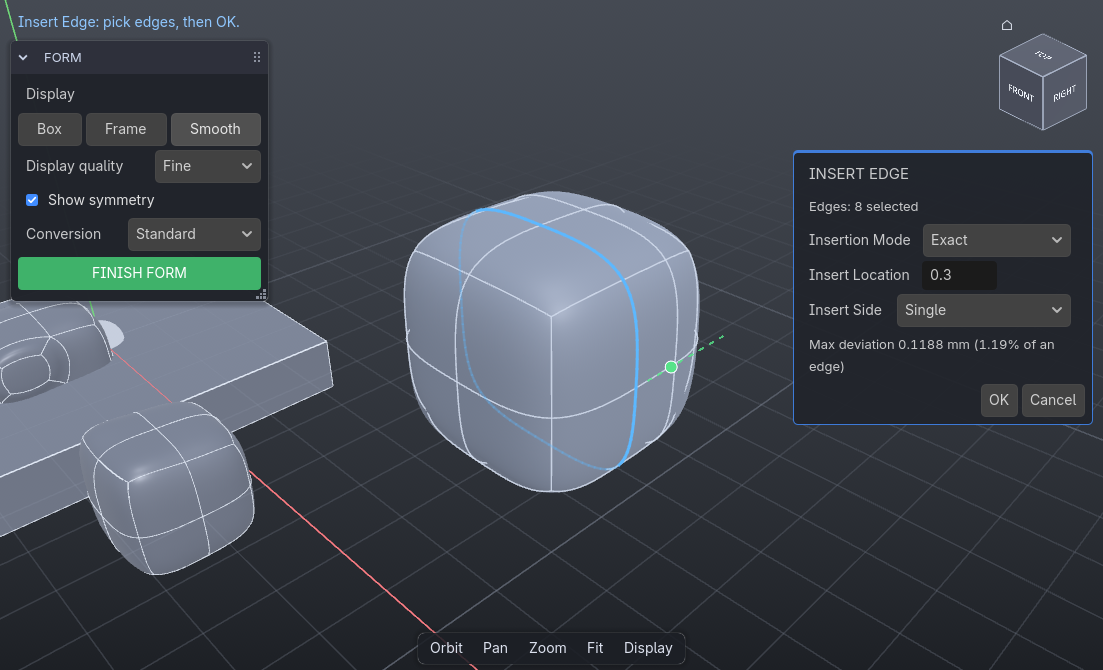 Insert Edge: pick edges, then OK.
FORM
Display
Box
Frame
Smooth
Display quality
Fine
Show symmetry
Conversion
Standard
FINISH FORM
TOP
FRONT
RIGHT
INSERT EDGE
Edges: 8 selected
Insertion Mode
Exact
Insert Location
0.3
Insert Side
Single
Max deviation 0.1188 mm (1.19% of an
edge)
OK
Cancel
Orbit
Pan
Zoom
Fit
Display